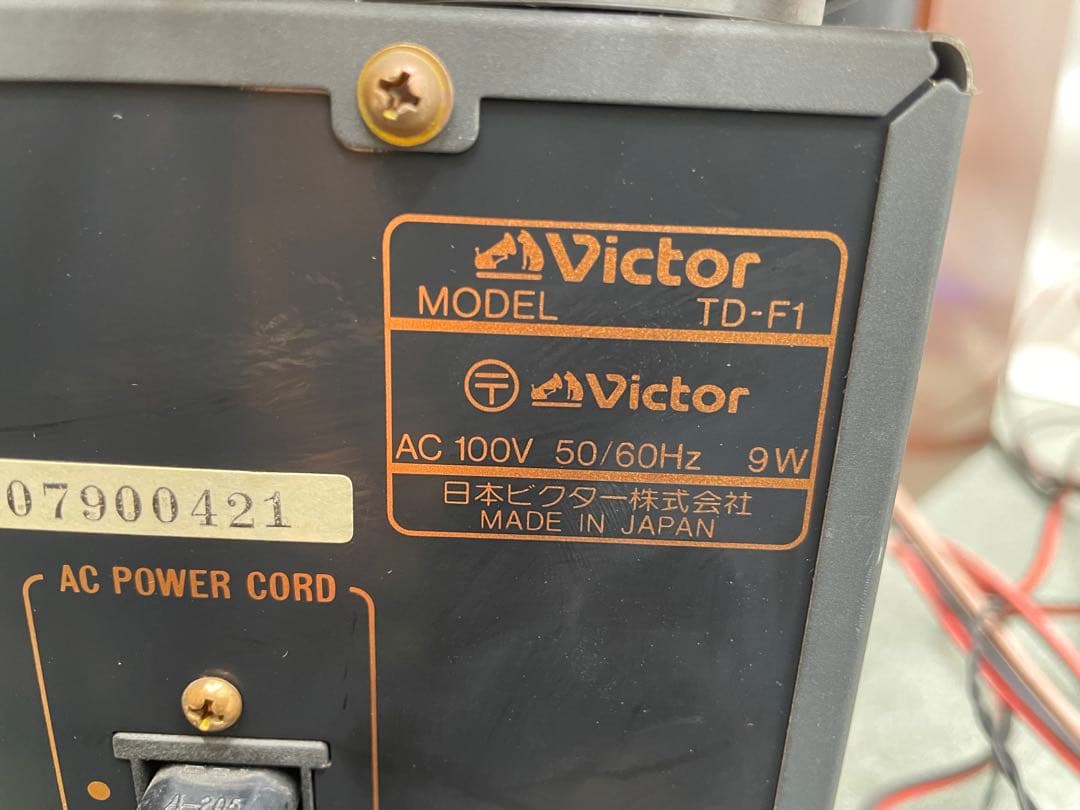 Victor
MODEL TD-F1
〒 Victor
AC 100V 50/60Hz 9W
日本ビクター株式会社
MADE IN JAPAN
07900421
AC POWER CORD